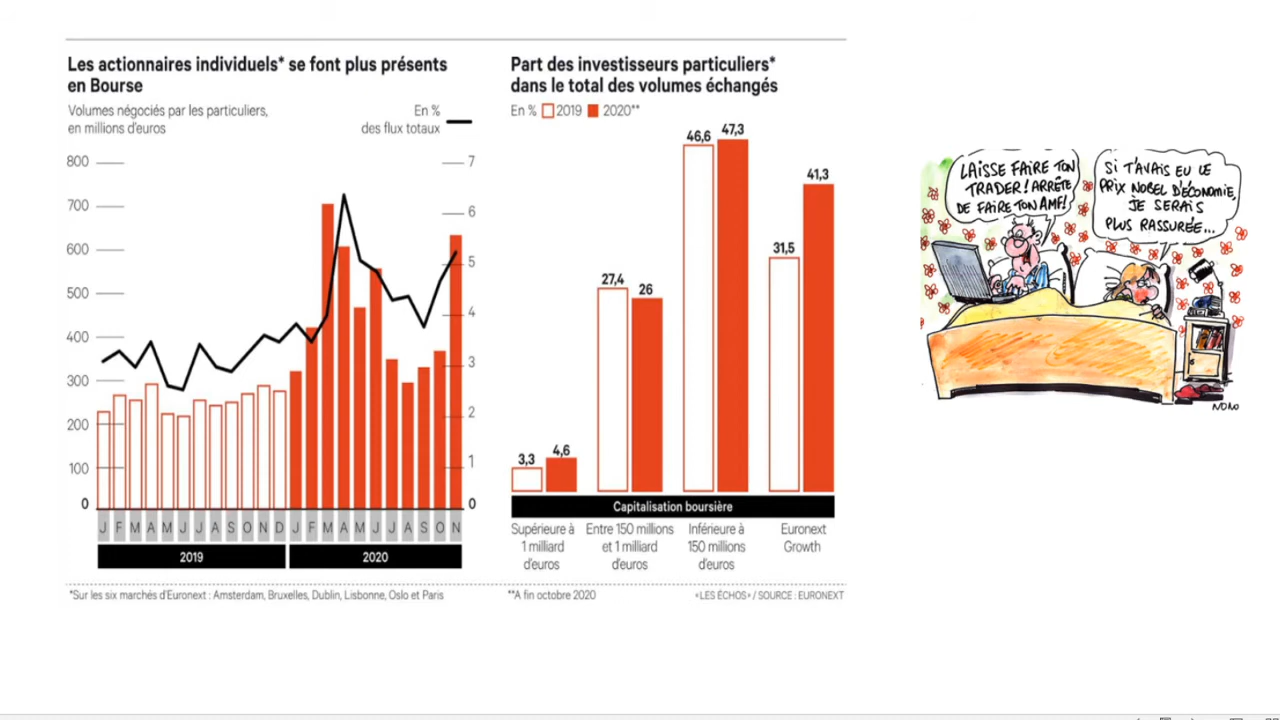 Les actionnaires individuels* se font plus présents
en Bourse
Volumes négociés par les particuliers,
en millions d'euros
En %
des flux totaux
800
700
600
500
400
300
200
100
0
7
6
5
4
3
2
1
0
J F M A M J J A S O N D J F M A M J J A S O N
2019
2020
*Sur les six marchés d'Euronext : Amsterdam, Bruxelles, Dublin, Lisbonne, Oslo et Paris
Part des investisseurs particuliers*
dans le total des volumes échangés
En % 2019 2020**
3,3
4,6
27,4
26
46,6
47,3
31,5
41,3
Capitalisation boursière
Supérieure à
1 milliard
d'euros
Entre 150 millions
et 1 milliard
d'euros
Inférieure à
150 millions
d'euros
Euronext
Growth
**A fin octobre 2020
«LES ÉCHOS» / SOURCE : EURONEXT
LAISSE FAIRE TON
TRADER! ARRÊTE
DE FAIRE TON AMF!
SI T'AVAIS EU LE
PRIX NOBEL D'ÉCONOMIE,
JE SERAIS
PLUS RASSURÉE...
NONO